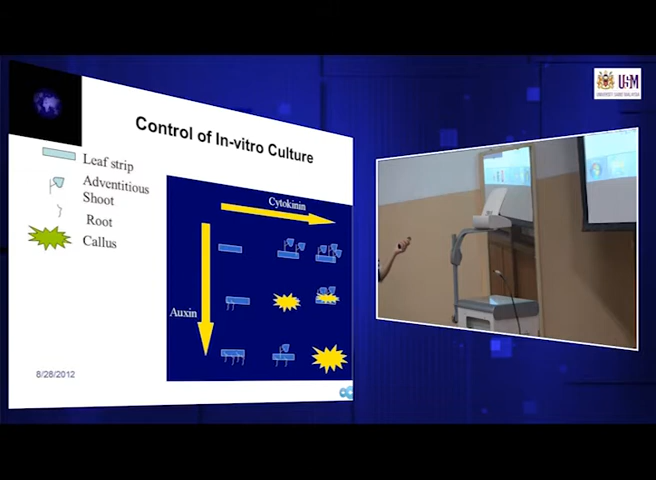 USM
UNIVERSITI SAINS MALAYSIA
Control of In-vitro Culture
Leaf strip
Adventitious
Shoot
Root
Callus
Cytokinin
Auxin
8/28/2012